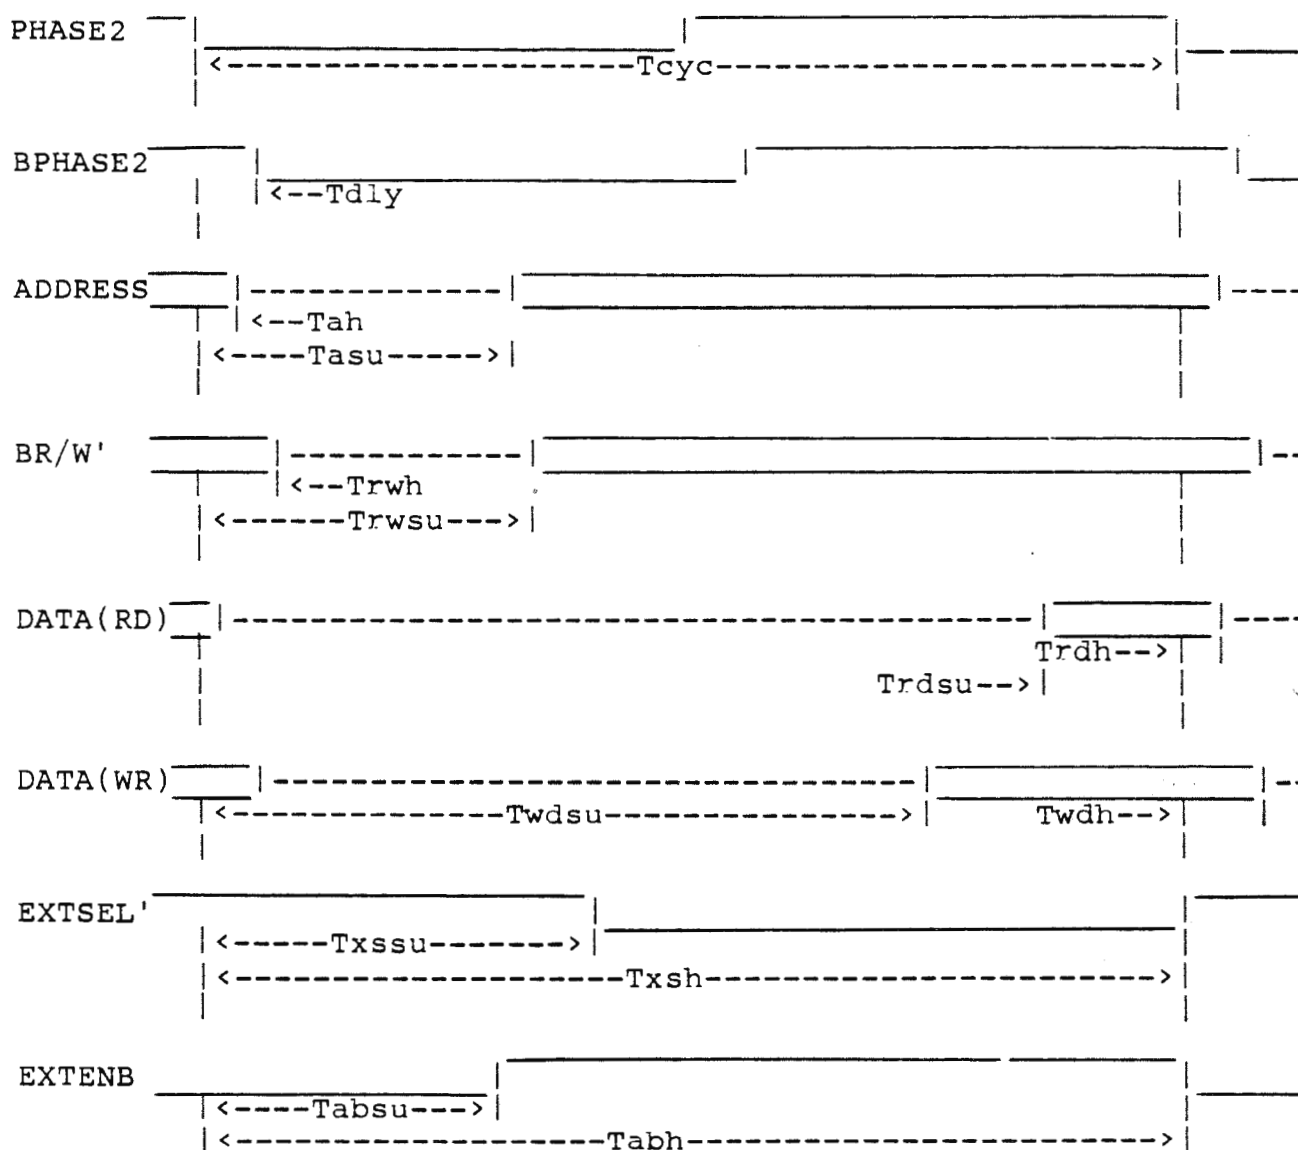 PHASE2
Tcyc
BPHASE2
Tdly
ADDRESS
Tah
Tasu
BR/W'
Trwh
Trwsu
DATA(RD)
Trdh
Trdsu
DATA(WR)
Twdsu Twdh
EXTSEL'
Txssu
Txsh
EXTENB
Tabsu
Tabh